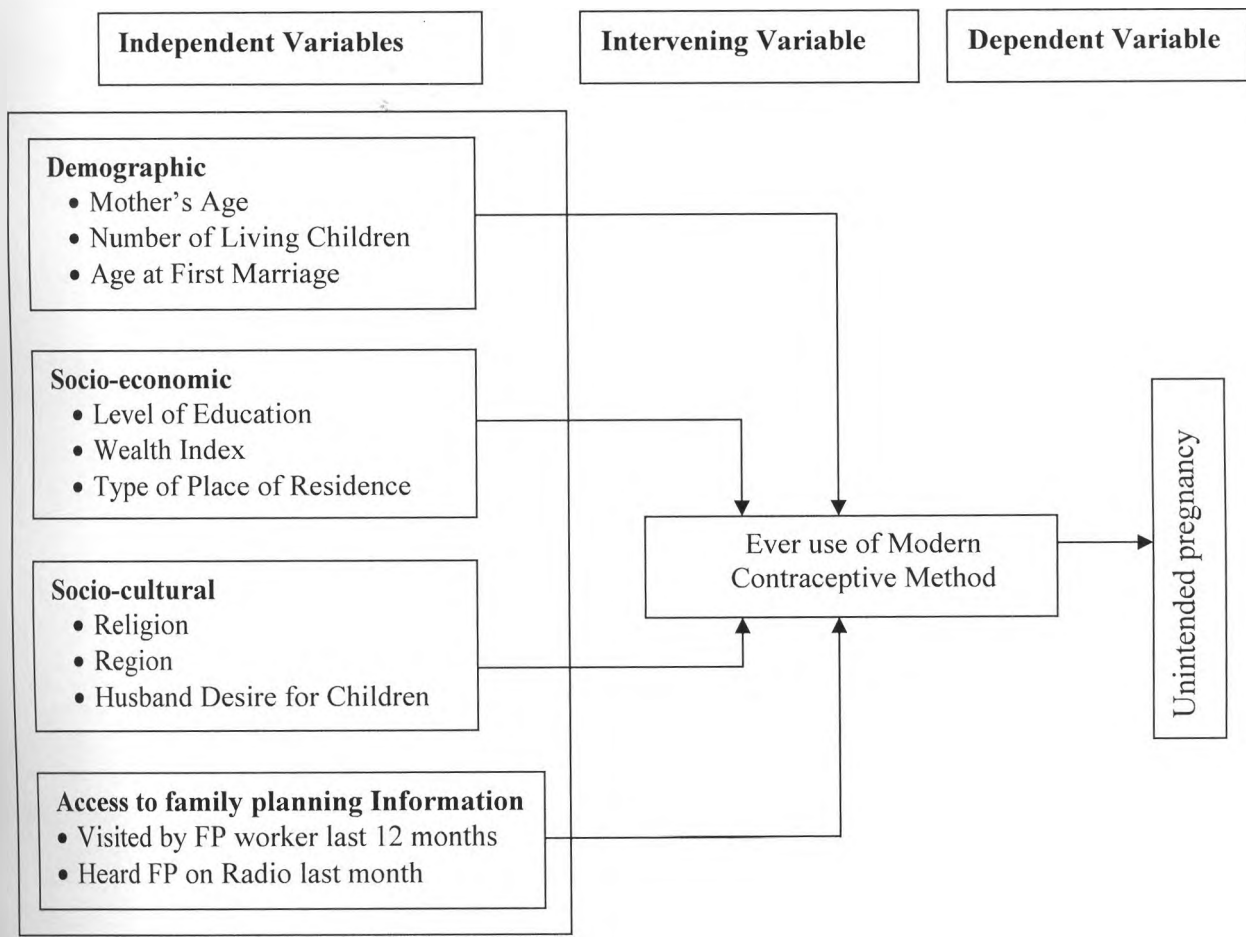 Independent Variables
Intervening Variable
Dependent Variable
Demographic
• Mother's Age
• Number of Living Children
• Age at First Marriage
Socio-economic
• Level of Education
• Wealth Index
• Type of Place of Residence
Socio-cultural
• Religion
• Region
• Husband Desire for Children
Access to family planning Information
• Visited by FP worker last 12 months
• Heard FP on Radio last month
Ever use of Modern
Contraceptive Method
Unintended pregnancy